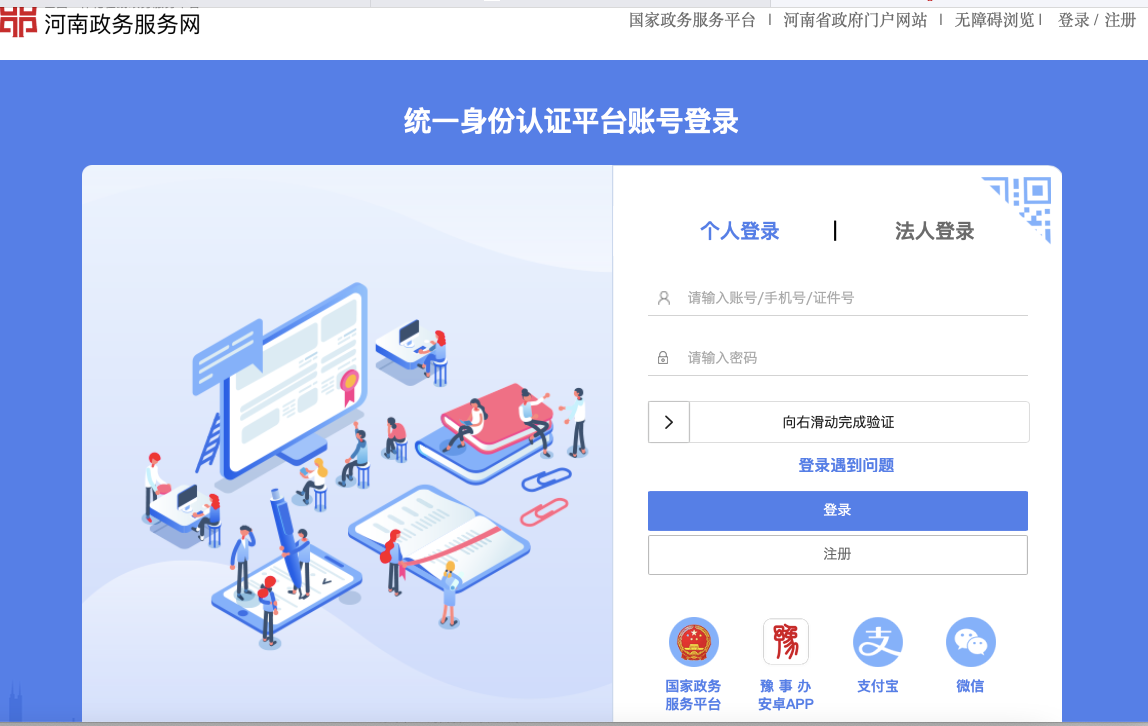 河南政务服务网
国家政务服务平台 | 河南省政府门户网站 | 无障碍浏览 | 登录 / 注册
统一身份认证平台账号登录
个人登录 | 法人登录
请输入账号/手机号/证件号
请输入密码
向右滑动完成验证
登录遇到问题
登录
注册
豫
支
国家政务
服务平台
豫事办
安卓APP
支付宝
微信